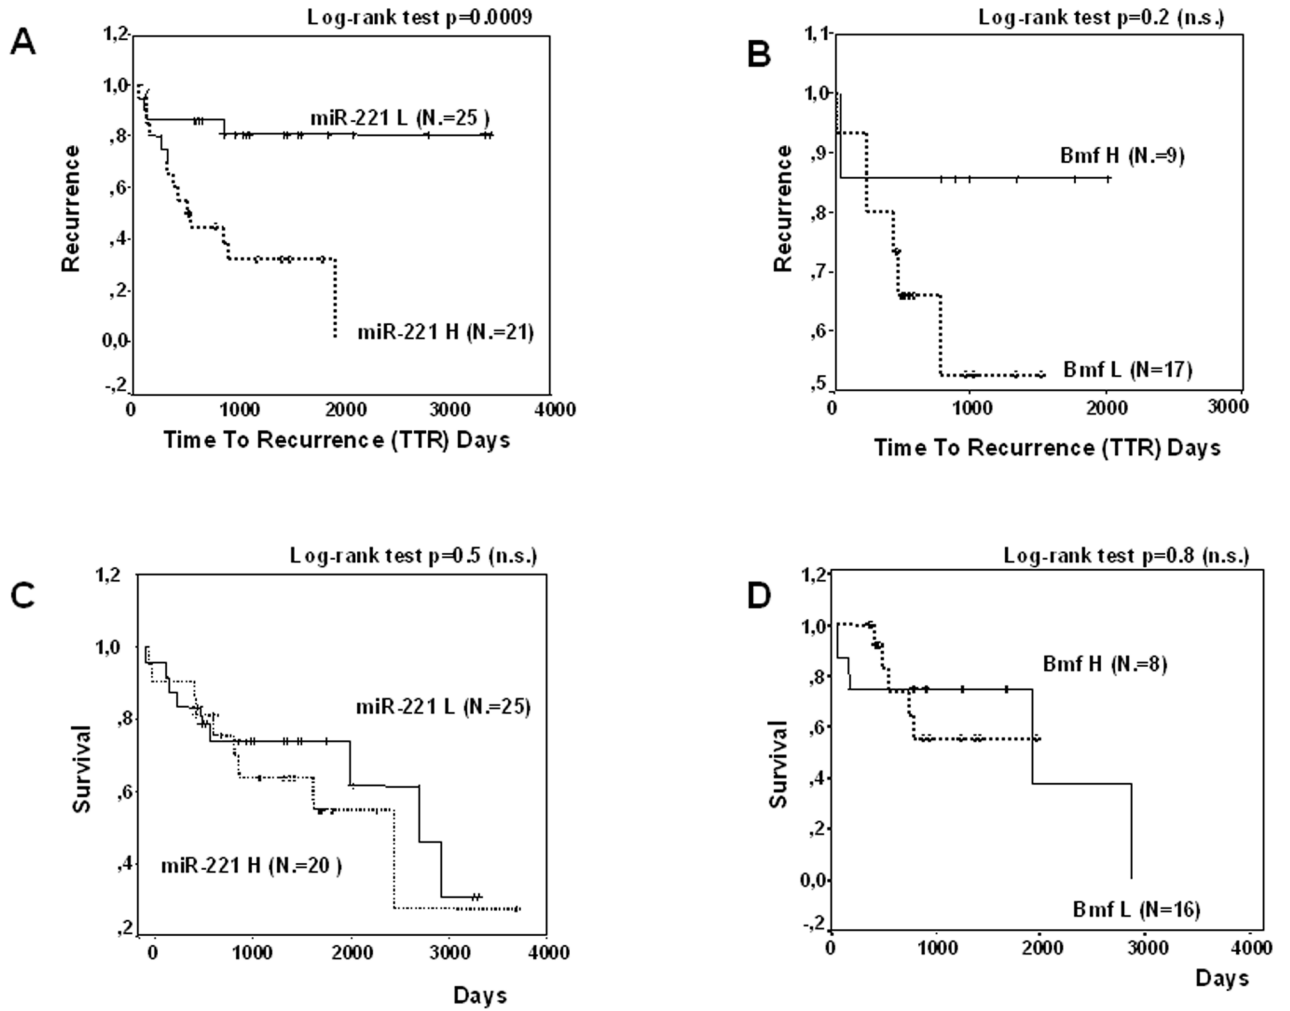 A
Log-rank test p=0.0009
1,2
1,0
,8
,6
,4
,2
0,0
-,2
Recurrence
miR-221 L (N.=25 )
miR-221 H (N.=21)
0 1000 2000 3000 4000
Time To Recurrence (TTR) Days
B
Log-rank test p=0.2 (n.s.)
1,1
1,0
,9
,8
,7
,6
,5
Recurrence
Bmf H (N.=9)
Bmf L (N=17)
0 1000 2000 3000
Time To Recurrence (TTR) Days
C
Log-rank test p=0.5 (n.s.)
1,2
1,0
,8
,6
,4
,2
Survival
miR-221 L (N.=25)
miR-221 H (N.=20 )
0 1000 2000 3000 4000
Days
D
Log-rank test p=0.8 (n.s.)
1,2
1,0
,8
,6
,4
,2
0,0
-,2
Survival
Bmf H (N.=8)
Bmf L (N=16)
0 1000 2000 3000 4000
Days